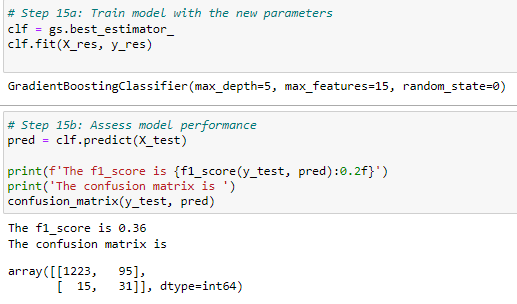 # Step 15a: Train model with the new parameters
clf = gs.best_estimator_
clf.fit(X_res, y_res)
GradientBoostingClassifier(max_depth=5, max_features=15, random_state=0)
# Step 15b: Assess model performance
pred = clf.predict(X_test)
print(f'The f1_score is {f1_score(y_test, pred):0.2f}')
print('The confusion matrix is ')
confusion_matrix(y_test, pred)
The f1_score is 0.36
The confusion matrix is
array([[1223,   95],
       [  15,   31]], dtype=int64)